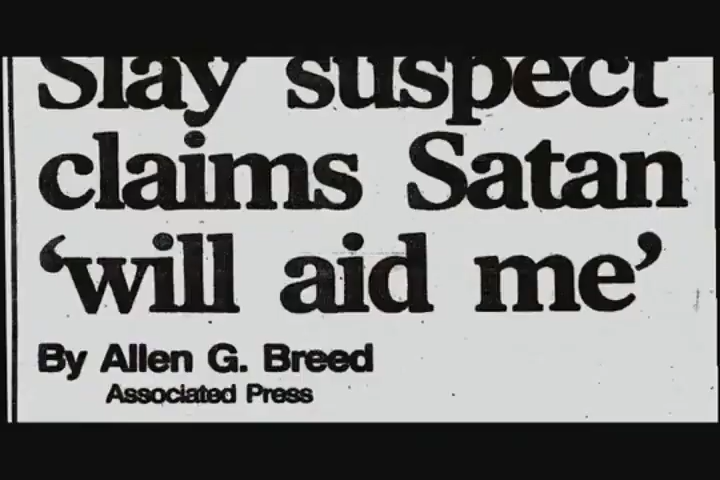 Slay suspect
claims Satan
‘will aid me’
By Allen G. Breed
Associated Press